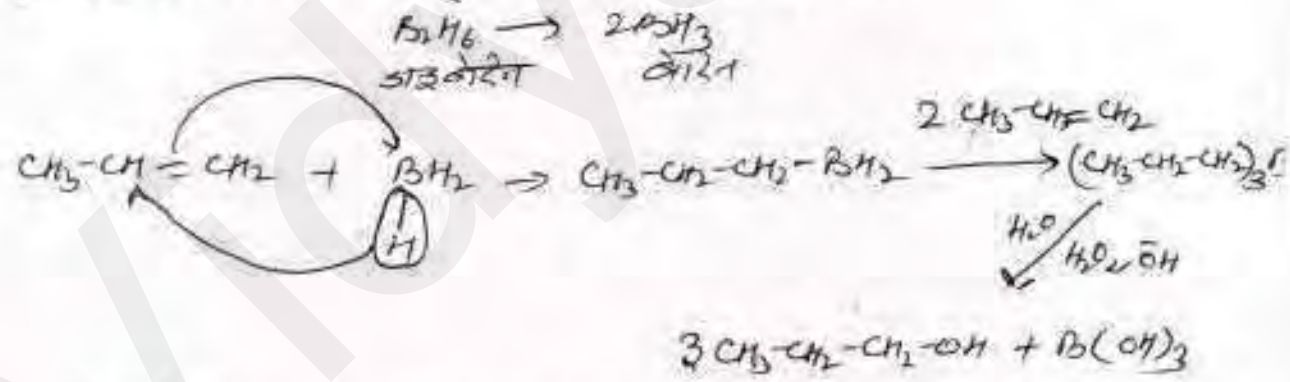 B2H6 → 2BH3
डाइबोरेन बोरेन
2 CH3-CH=CH2
CH3-CH=CH2 + BH2 → CH3-CH2-CH2-BH2 → (CH3-CH2-CH2)3B
H
H2O
H2O2, ŌH
3 CH3-CH2-CH2-OH + B(OH)3